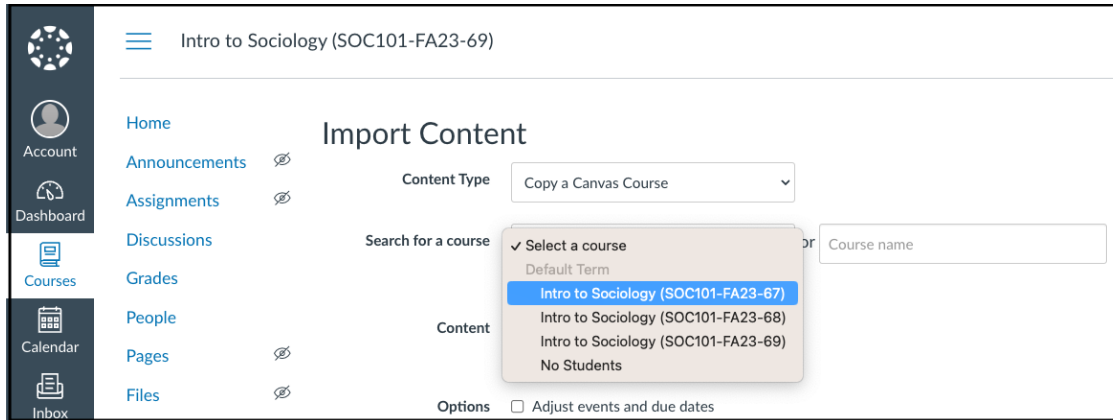 Intro to Sociology (SOC101-FA23-69)
Account
Dashboard
Courses
Calendar
Inbox
Home
Announcements
Assignments
Discussions
Grades
People
Pages
Files
Import Content
Content Type
Copy a Canvas Course
Search for a course
✓ Select a course
Default Term
Intro to Sociology (SOC101-FA23-67)
Intro to Sociology (SOC101-FA23-68)
Intro to Sociology (SOC101-FA23-69)
No Students
or
Course name
Content
Options
Adjust events and due dates